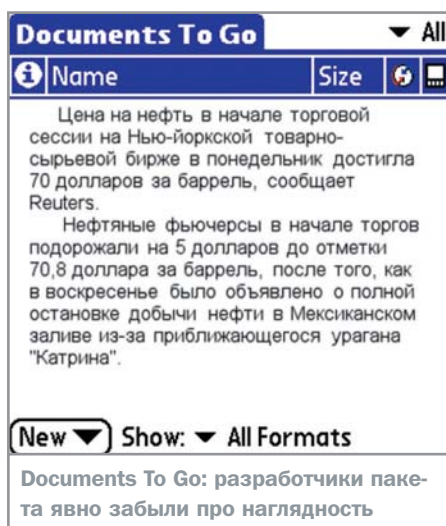 Documents To Go All
Name Size
Цена на нефть в начале торговой
сессии на Нью-йоркской товарно-
сырьевой бирже в понедельник достигла
70 долларов за баррель, сообщает
Reuters.
Нефтяные фьючерсы в начале торгов
подорожали на 5 долларов до отметки
70,8 доллара за баррель, после того, как
в воскресенье было объявлено о полной
остановке добычи нефти в Мексиканском
заливе из-за приближающегося урагана
"Катрина".
New Show: All Formats
Documents To Go: разработчики паке-
та явно забыли про наглядность